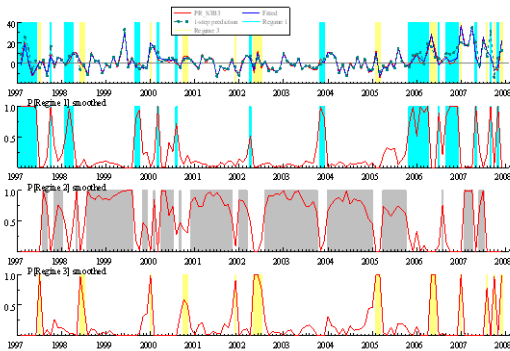 PR_S3B3 Fitted
1-step prediction Regime 1
Regime 3
40
20
0
1997 1998 1999 2000 2001 2002 2003 2004 2005 2006 2007 2008
1.0 P[Regime 1] smoothed
0.5
1997 1998 1999 2000 2001 2002 2003 2004 2005 2006 2007 2008
1.0 P[Regime 2] smoothed
0.5
1997 1998 1999 2000 2001 2002 2003 2004 2005 2006 2007 2008
1.0 P[Regime 3] smoothed
0.5
1997 1998 1999 2000 2001 2002 2003 2004 2005 2006 2007 2008